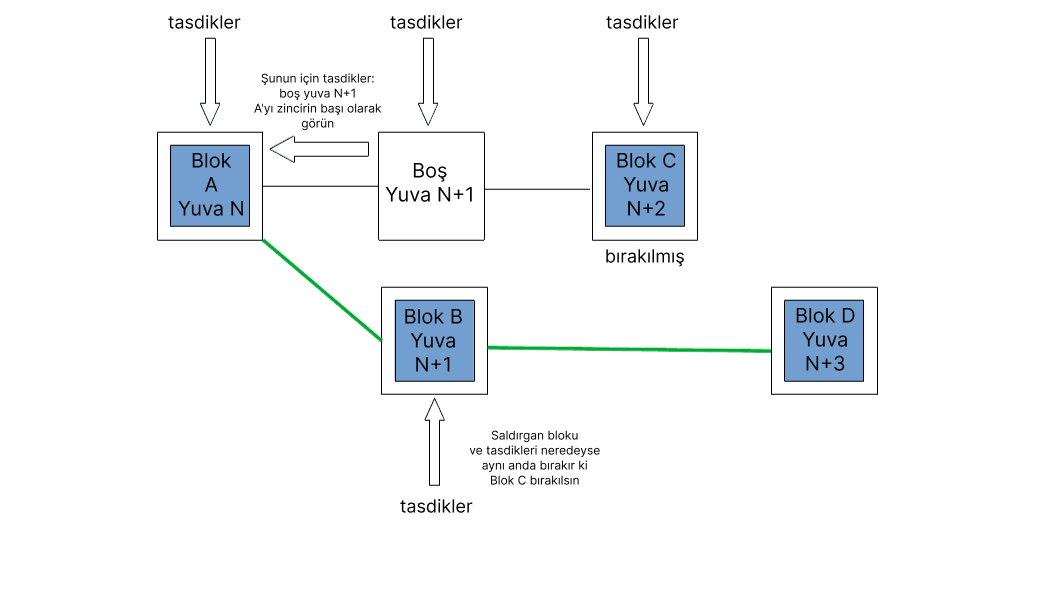 tasdikler
tasdikler
tasdikler
Şunun için tasdikler:
boş yuva N+1
A'yı zincirin başı olarak
görün
Blok
A
Yuva N
Boş
Yuva N+1
Blok C
Yuva
N+2
bırakılmış
Blok B
Yuva
N+1
Blok D
Yuva
N+3
Saldırgan bloku
ve tasdikleri neredeyse
aynı anda bırakır ki
Blok C bırakılsın
tasdikler